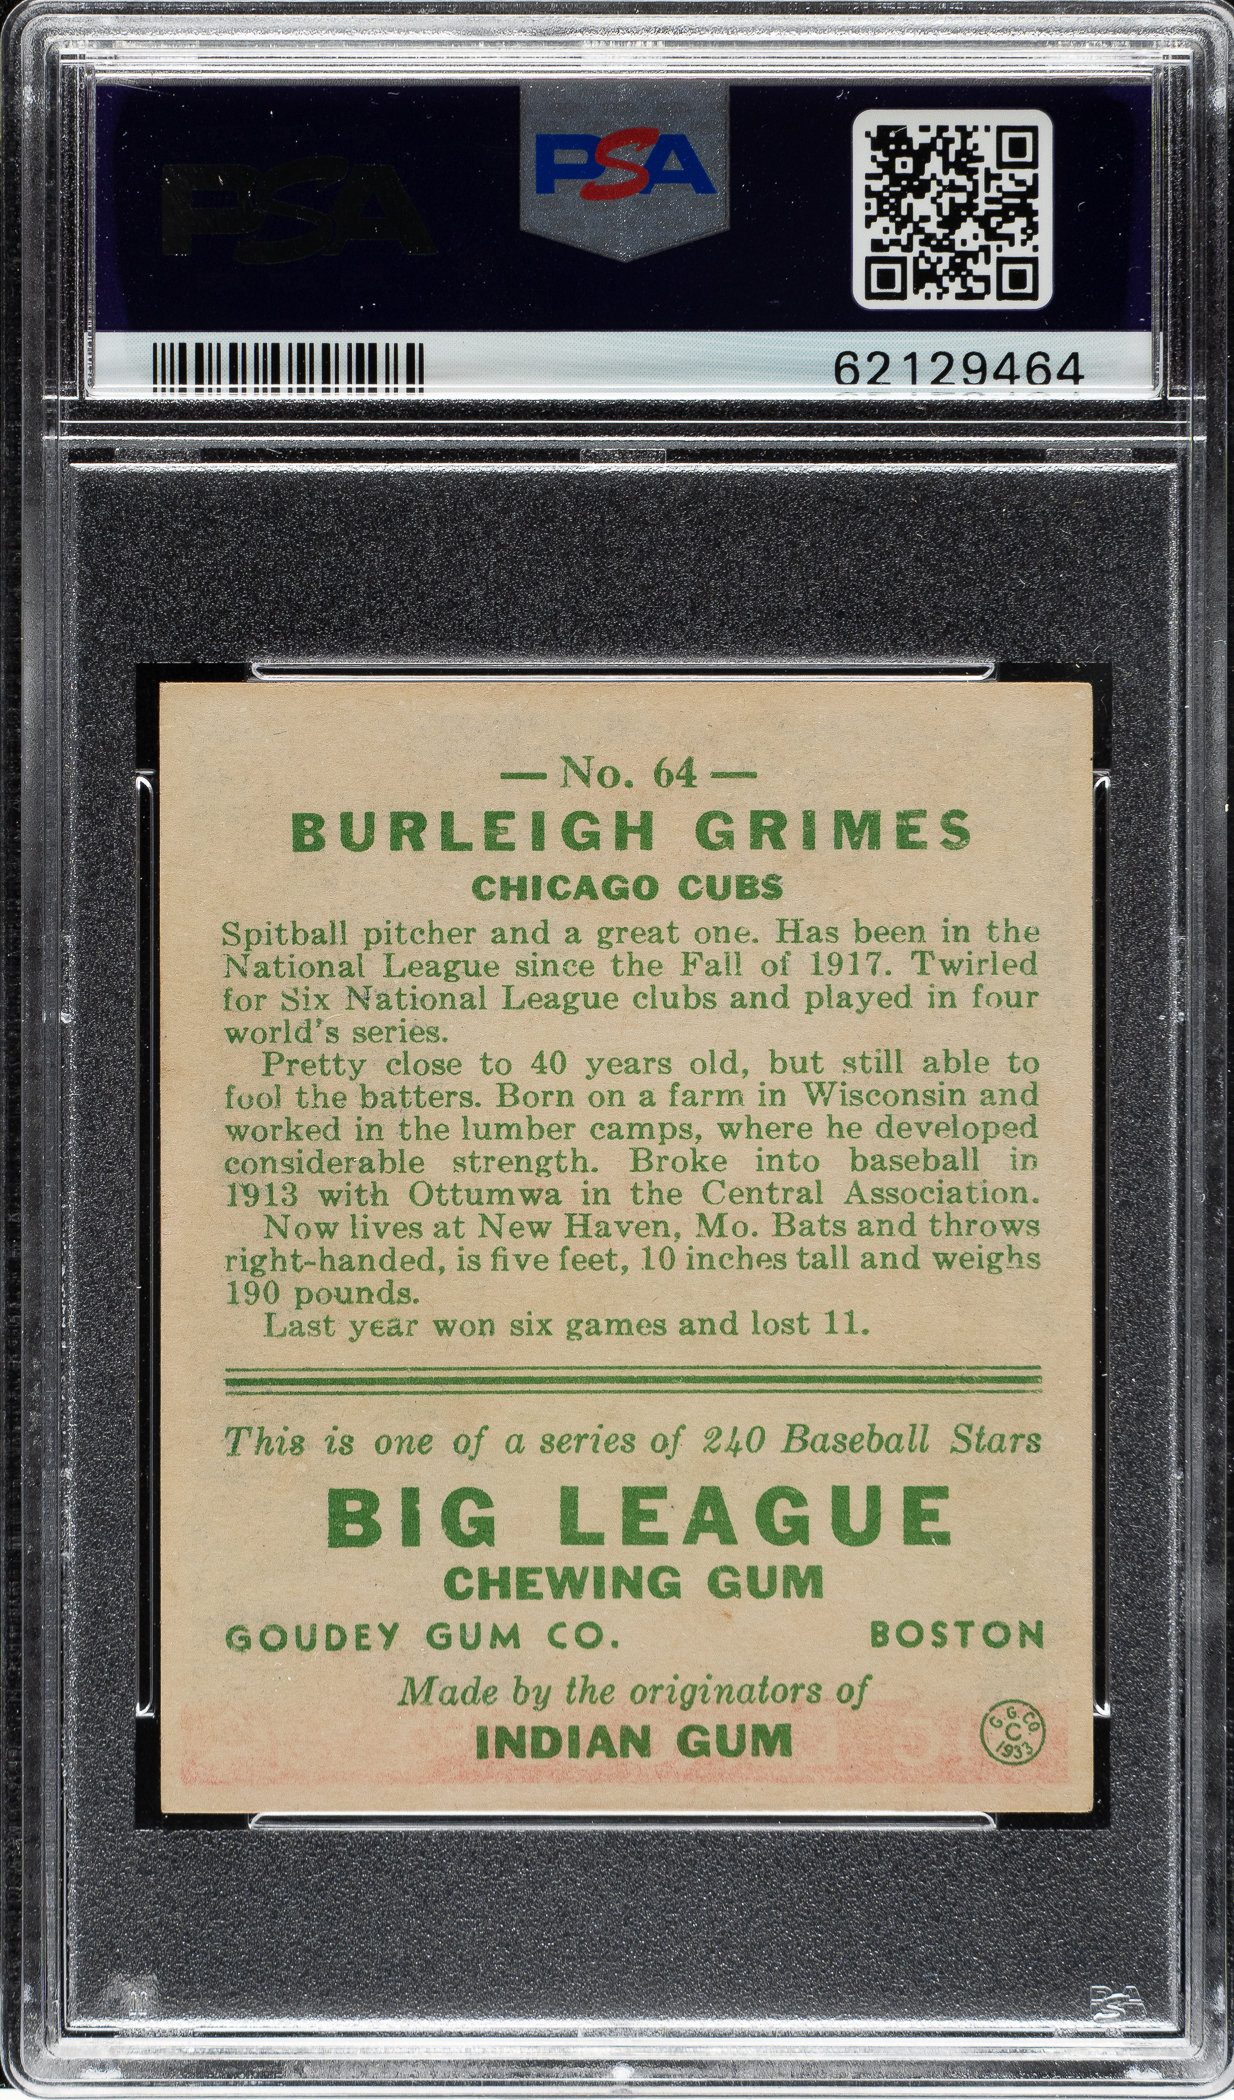 PSA
PSA
62129464
— No. 64 —
BURLEIGH GRIMES
CHICAGO CUBS
Spitball pitcher and a great one. Has been in the
National League since the Fall of 1917. Twirled
for Six National League clubs and played in four
world's series.
Pretty close to 40 years old, but still able to
fool the batters. Born on a farm in Wisconsin and
worked in the lumber camps, where he developed
considerable strength. Broke into baseball in
1913 with Ottumwa in the Central Association.
Now lives at New Haven, Mo. Bats and throws
right-handed, is five feet, 10 inches tall and weighs
190 pounds.
Last year won six games and lost 11.
This is one of a series of 240 Baseball Stars
BIG LEAGUE
CHEWING GUM
GOUDEY GUM CO. BOSTON
Made by the originators of
INDIAN GUM
G.G.CO.
C
1933
PSA